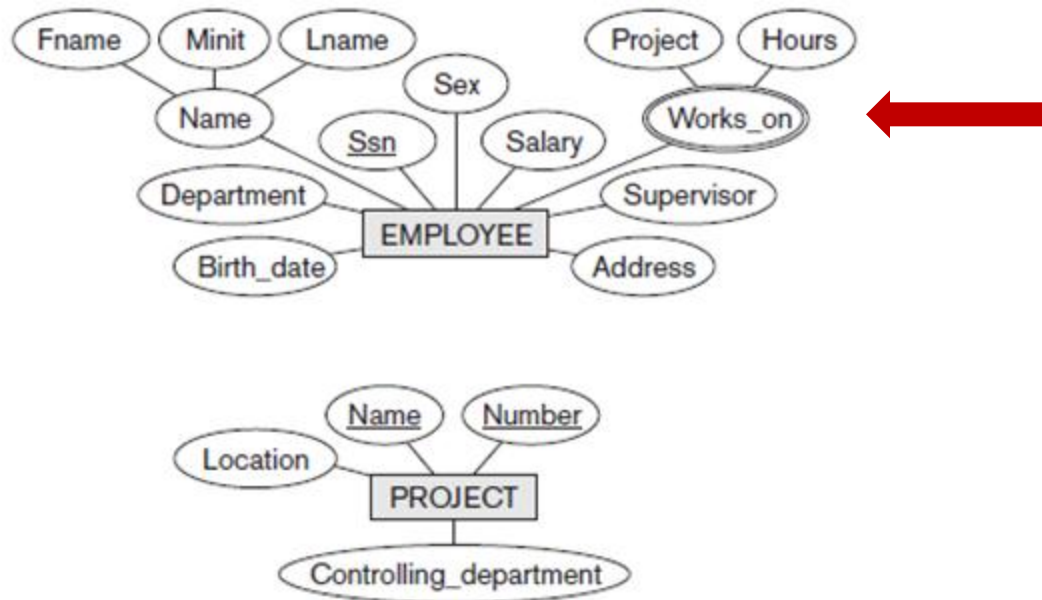 Fname Minit Lname Project Hours
Sex
Name Works_on
Ssn Salary
Department Supervisor
EMPLOYEE
Birth_date Address
Name Number
Location
PROJECT
Controlling_department